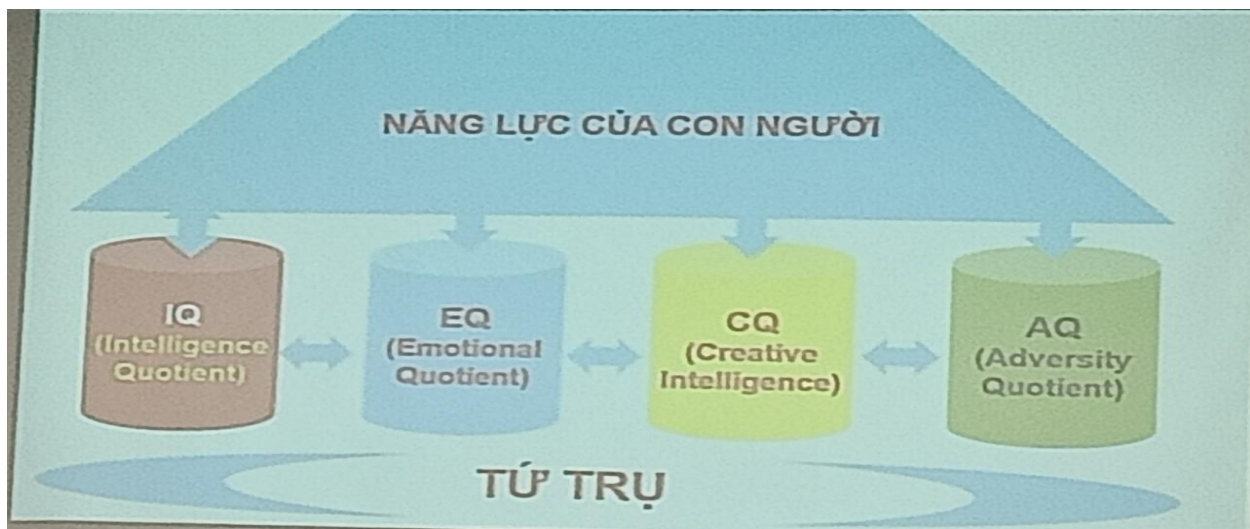 NĂNG LỰC CỦA CON NGƯỜI
IQ
(Intelligence
Quotient)
EQ
(Emotional
Quotient)
CQ
(Creative
Intelligence)
AQ
(Adversity
Quotient)
TỨ TRỤ